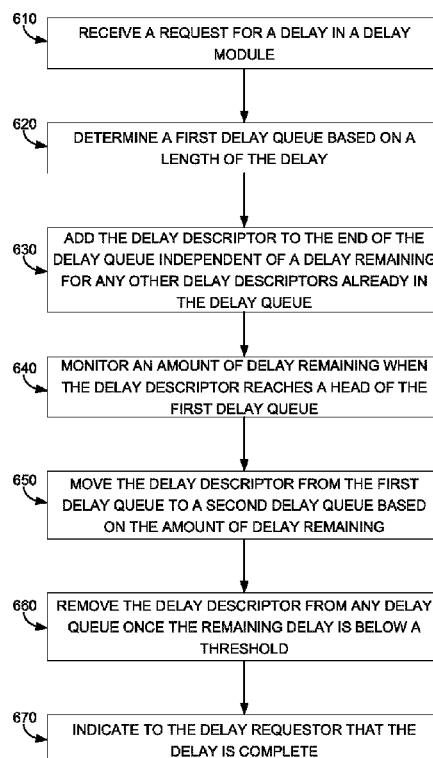 610
RECEIVE A REQUEST FOR A DELAY IN A DELAY
MODULE
620
DETERMINE A FIRST DELAY QUEUE BASED ON A
LENGTH OF THE DELAY
630
ADD THE DELAY DESCRIPTOR TO THE END OF THE
DELAY QUEUE INDEPENDENT OF A DELAY REMAINING
FOR ANY OTHER DELAY DESCRIPTORS ALREADY IN
THE DELAY QUEUE
640
MONITOR AN AMOUNT OF DELAY REMAINING WHEN
THE DELAY DESCRIPTOR REACHES A HEAD OF THE
FIRST DELAY QUEUE
650
MOVE THE DELAY DESCRIPTOR FROM THE FIRST
DELAY QUEUE TO A SECOND DELAY QUEUE BASED
ON THE AMOUNT OF DELAY REMAINING
660
REMOVE THE DELAY DESCRIPTOR FROM ANY DELAY
QUEUE ONCE THE REMAINING DELAY IS BELOW A
THRESHOLD
670
INDICATE TO THE DELAY REQUESTOR THAT THE
DELAY IS COMPLETE